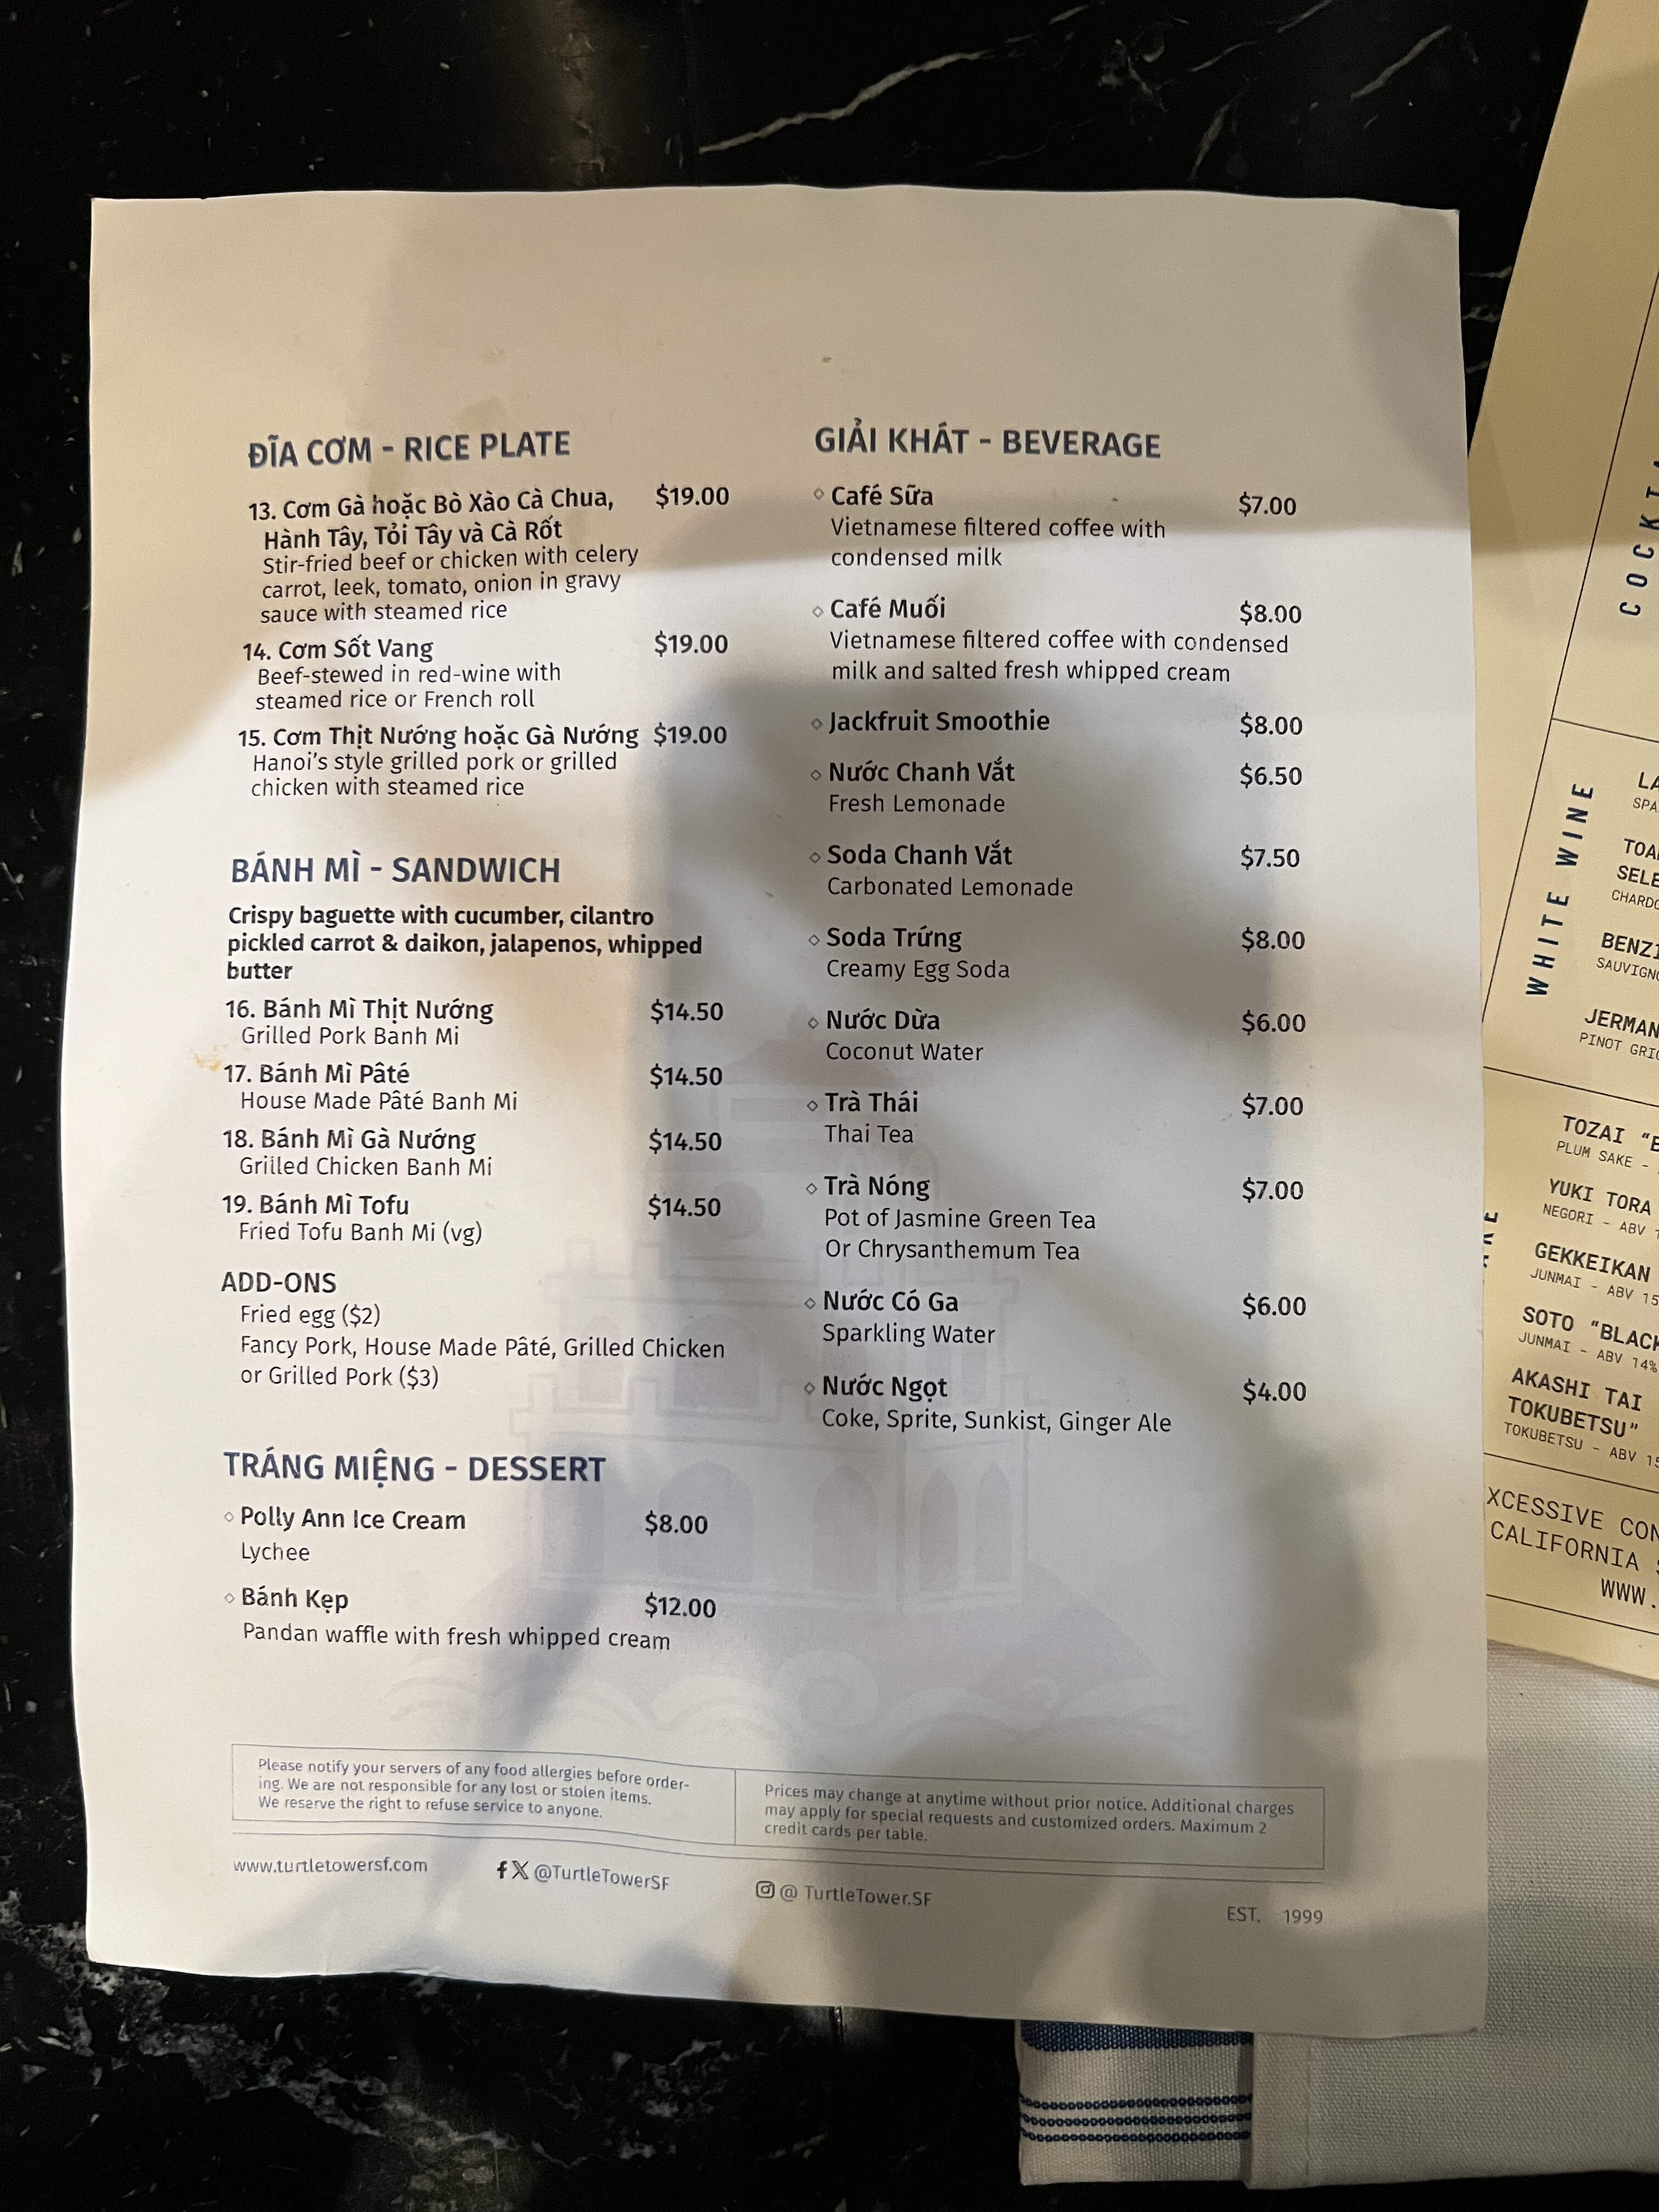 ĐĨA CƠM - RICE PLATE
13. Cơm Gà hoặc Bò Xào Cà Chua, $19.00
Hành Tây, Tỏi Tây và Cà Rốt
Stir-fried beef or chicken with celery
carrot, leek, tomato, onion in gravy
sauce with steamed rice
14. Cơm Sốt Vang $19.00
Beef-stewed in red-wine with
steamed rice or French roll
15. Cơm Thịt Nướng hoặc Gà Nướng $19.00
Hanoi's style grilled pork or grilled
chicken with steamed rice
BÁNH MÌ - SANDWICH
Crispy baguette with cucumber, cilantro
pickled carrot & daikon, jalapenos, whipped
butter
16. Bánh Mì Thịt Nướng $14.50
Grilled Pork Banh Mi
17. Bánh Mì Pâté $14.50
House Made Pâté Banh Mi
18. Bánh Mì Gà Nướng $14.50
Grilled Chicken Banh Mi
19. Bánh Mì Tofu $14.50
Fried Tofu Banh Mi (vg)
ADD-ONS
Fried egg ($2)
Fancy Pork, House Made Pâté, Grilled Chicken
or Grilled Pork ($3)
TRÁNG MIỆNG - DESSERT
◇ Polly Ann Ice Cream $8.00
Lychee
◇ Bánh Kẹp $12.00
Pandan waffle with fresh whipped cream
GIẢI KHÁT - BEVERAGE
◇ Café Sữa $7.00
Vietnamese filtered coffee with
condensed milk
◇ Café Muối $8.00
Vietnamese filtered coffee with condensed
milk and salted fresh whipped cream
◇ Jackfruit Smoothie $8.00
◇ Nước Chanh Vắt $6.50
Fresh Lemonade
◇ Soda Chanh Vắt $7.50
Carbonated Lemonade
◇ Soda Trứng $8.00
Creamy Egg Soda
◇ Nước Dừa $6.00
Coconut Water
◇ Trà Thái $7.00
Thai Tea
◇ Trà Nóng $7.00
Pot of Jasmine Green Tea
Or Chrysanthemum Tea
◇ Nước Có Ga $6.00
Sparkling Water
◇ Nước Ngọt $4.00
Coke, Sprite, Sunkist, Ginger Ale
Please notify your servers of any food allergies before order-
ing. We are not responsible for any lost or stolen items.
We reserve the right to refuse service to anyone.
Prices may change at anytime without prior notice. Additional charges
may apply for special requests and customized orders. Maximum 2
credit cards per table.
www.turtletowersf.com
@TurtleTowerSF
@ TurtleTower.SF
EST. 1999
WHITE WINE
SELE
BENZI
JERMAN
TOZAI "B
PLUM SAKE -
YUKI TORA
NEGORI - ABV 1
GEKKEIKAN
JUNMAI - ABV 15
SOTO "BLACK
JUNMAI - ABV 14%
AKASHI TAI
TOKUBETSU"
TOKUBETSU - ABV 15
XCESSIVE CON
CALIFORNIA
WWW.